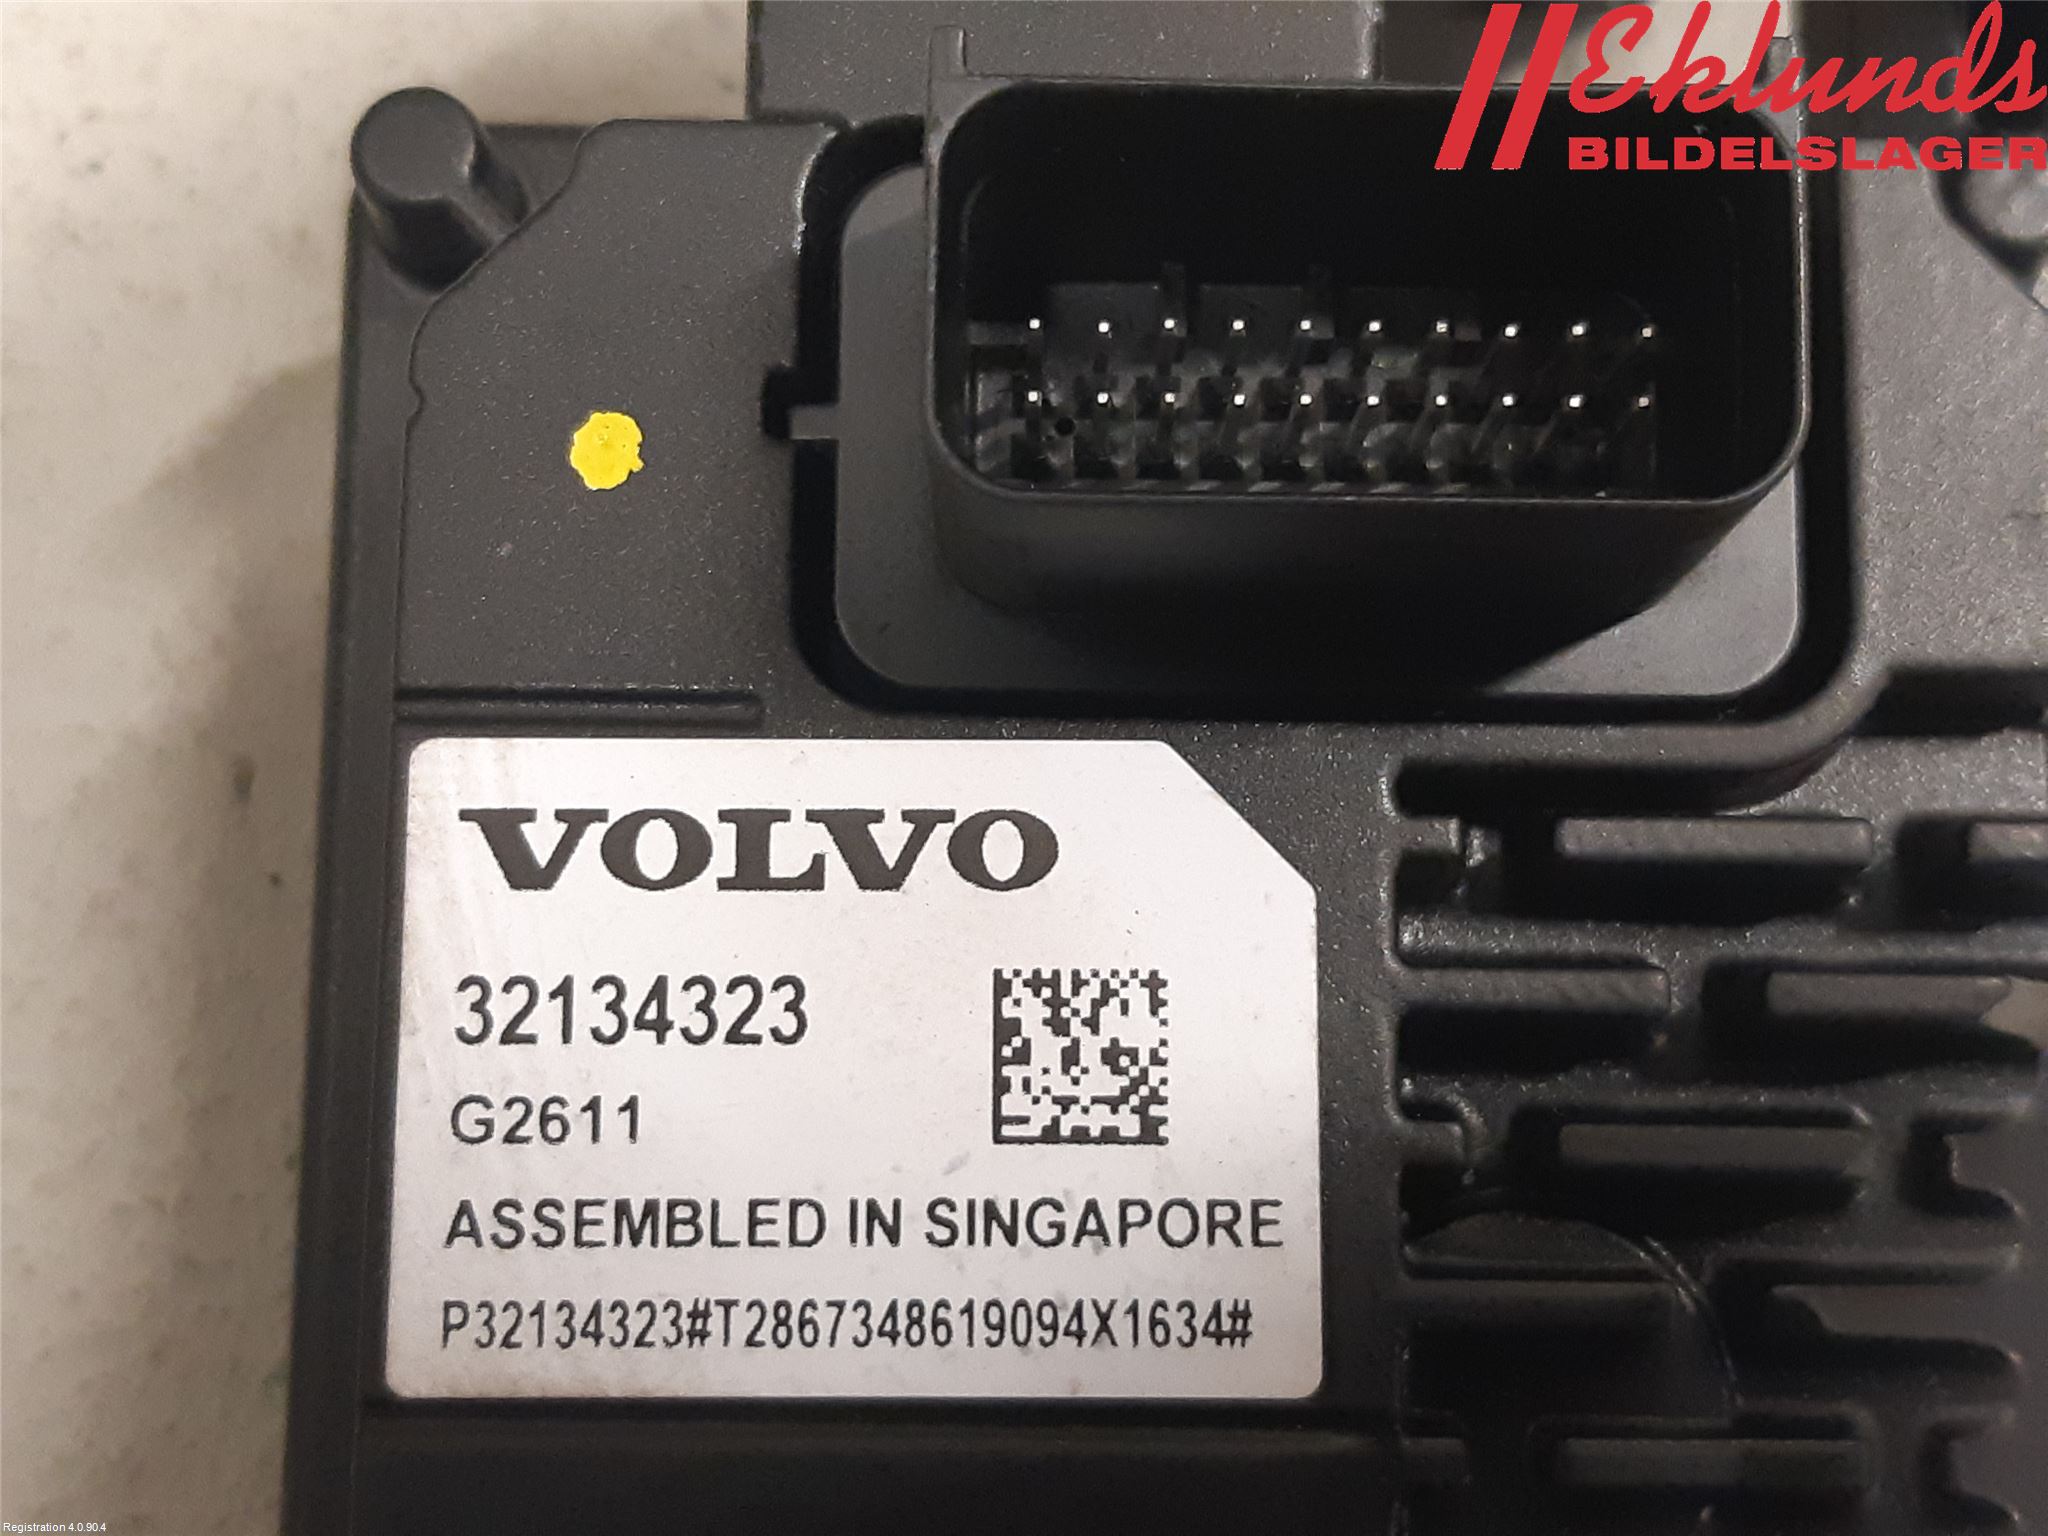 Eklunds
BILDELSLAGER
VOLVO
32134323
G2611
ASSEMBLED IN SINGAPORE
P32134323#T2867348619094X1634#
Registration 4.0.90.4